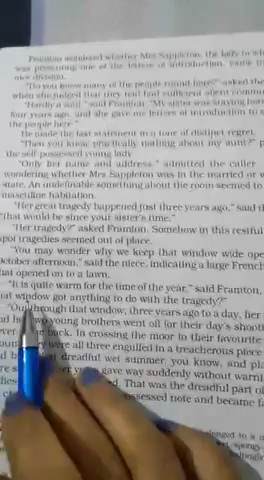 Framton wondered whether Mrs Sappleton, the lady to wh
was presenting one of the letters of introduction, came in
nice division.
"Do you know many of the people round here?" asked the
when she judged that they had had sufficient silent commu
"Hardly a soul," said Framton. "My sister was staying here
four years ago, and she gave me letters of introduction to s
the people here."
He made the last statement in a tone of distinct regret.
"Then you know practically nothing about my aunt?" p
the self-possessed young lady
"Only her name and address," admitted the caller
wondering whether Mrs Sappleton was in the married or w
state. An undefinable something about the room seemed to
masculine habitation.
"Her great tragedy happened just three years ago," said th
"that would be since your sister's time."
"Her tragedy?" asked Framton. Somehow in this restful
spot tragedies seemed out of place.
"You may wonder why we keep that window wide ope
October afternoon," said the niece, indicating a large French
hat opened on to a lawn.
"It is quite warm for the time of the year," said Framton,
hat window got anything to do with the tragedy?"
"Out through that window, three years ago to a day, her
nd her two young brothers went off for their day's shooti
ever back. In crossing the moor to their favourite
oun were all three engulfed in a treacherous piece
d b dreadful wet summer you know, and pla
re s er gave way suddenly without warni
dies That was the dreadful part of
ch ossessed note and became fa